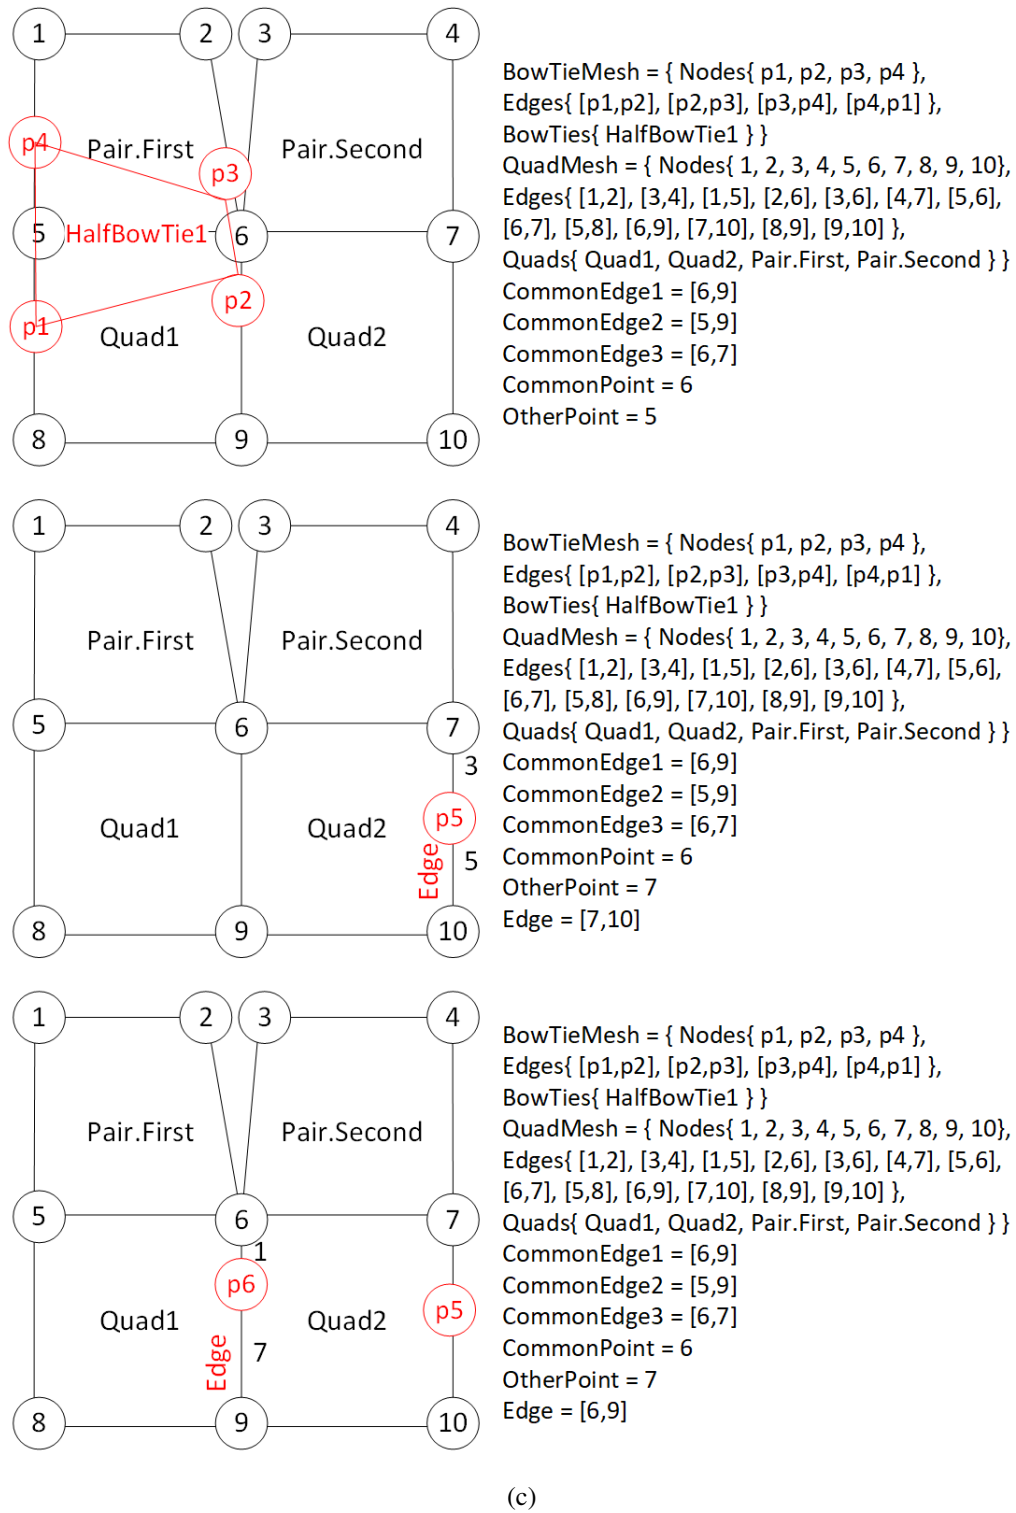 1 2 3 4
p4 Pair.First p3 Pair.Second
5 HalfBowTie1 6 7
p1 p2
Quad1 Quad2
8 9 10
BowTieMesh = { Nodes{ p1, p2, p3, p4 },
Edges{ [p1,p2], [p2,p3], [p3,p4], [p4,p1] },
BowTies{ HalfBowTie1 } }
QuadMesh = { Nodes{ 1, 2, 3, 4, 5, 6, 7, 8, 9, 10},
Edges{ [1,2], [3,4], [1,5], [2,6], [3,6], [4,7], [5,6],
[6,7], [5,8], [6,9], [7,10], [8,9], [9,10] },
Quads{ Quad1, Quad2, Pair.First, Pair.Second } }
CommonEdge1 = [6,9]
CommonEdge2 = [5,9]
CommonEdge3 = [6,7]
CommonPoint = 6
OtherPoint = 5
1 2 3 4
Pair.First Pair.Second
5 6 7
3
p5
Quad1 Quad2
Edge 5
8 9 10
BowTieMesh = { Nodes{ p1, p2, p3, p4 },
Edges{ [p1,p2], [p2,p3], [p3,p4], [p4,p1] },
BowTies{ HalfBowTie1 } }
QuadMesh = { Nodes{ 1, 2, 3, 4, 5, 6, 7, 8, 9, 10},
Edges{ [1,2], [3,4], [1,5], [2,6], [3,6], [4,7], [5,6],
[6,7], [5,8], [6,9], [7,10], [8,9], [9,10] },
Quads{ Quad1, Quad2, Pair.First, Pair.Second } }
CommonEdge1 = [6,9]
CommonEdge2 = [5,9]
CommonEdge3 = [6,7]
CommonPoint = 6
OtherPoint = 7
Edge = [7,10]
1 2 3 4
Pair.First Pair.Second
5 6 7
1
p6 p5
Quad1 Quad2
Edge 7
8 9 10
BowTieMesh = { Nodes{ p1, p2, p3, p4 },
Edges{ [p1,p2], [p2,p3], [p3,p4], [p4,p1] },
BowTies{ HalfBowTie1 } }
QuadMesh = { Nodes{ 1, 2, 3, 4, 5, 6, 7, 8, 9, 10},
Edges{ [1,2], [3,4], [1,5], [2,6], [3,6], [4,7], [5,6],
[6,7], [5,8], [6,9], [7,10], [8,9], [9,10] },
Quads{ Quad1, Quad2, Pair.First, Pair.Second } }
CommonEdge1 = [6,9]
CommonEdge2 = [5,9]
CommonEdge3 = [6,7]
CommonPoint = 6
OtherPoint = 7
Edge = [6,9]
(c)